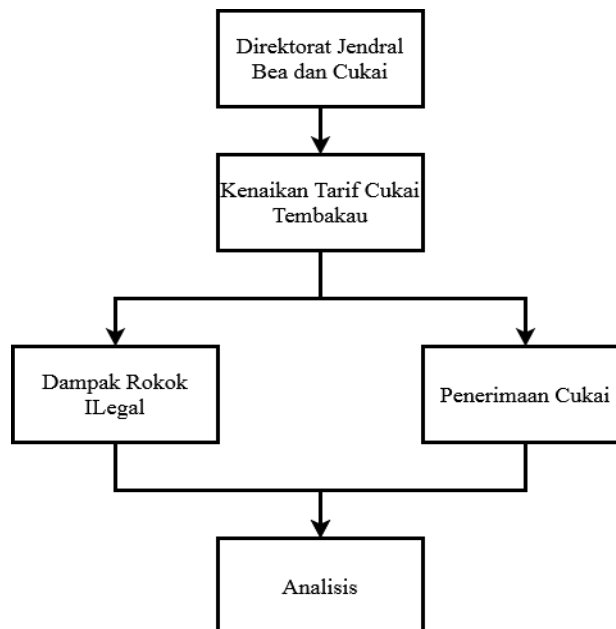 Direktorat Jendral
Bea dan Cukai
Kenaikan Tarif Cukai
Tembakau
Dampak Rokok
ILegal
Penerimaan Cukai
Analisis